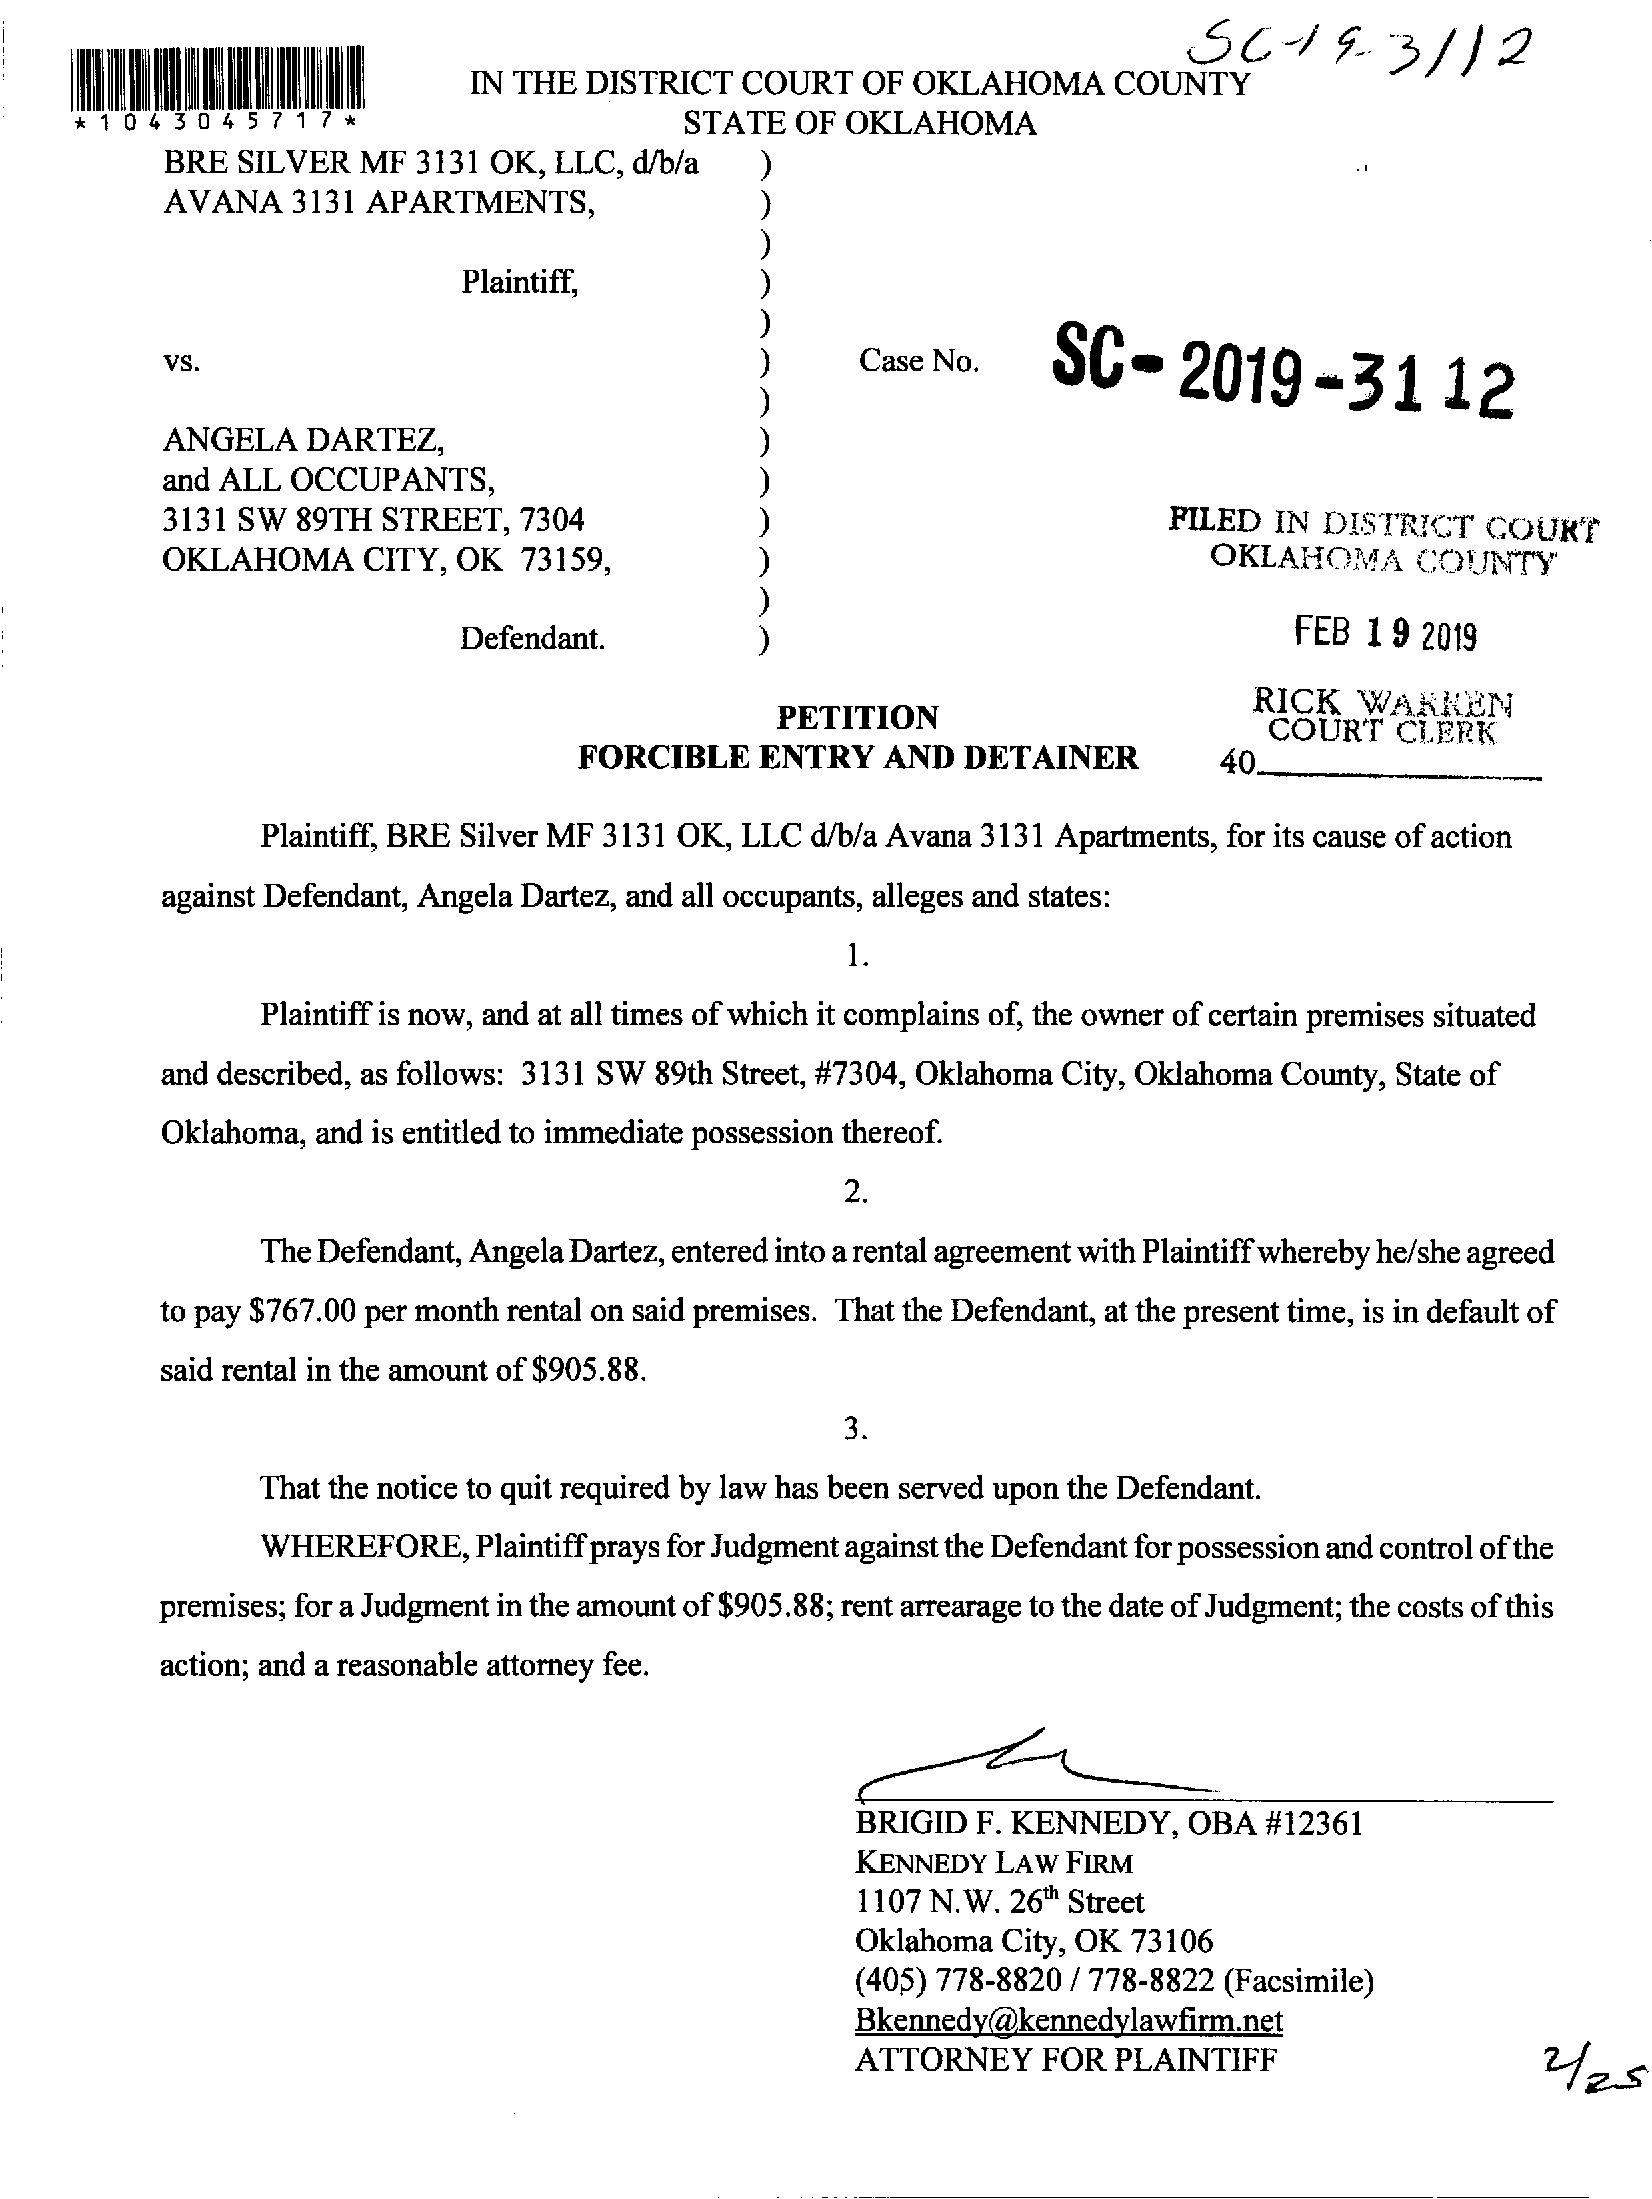 SC-19-3112
*1043045717*
IN THE DISTRICT COURT OF OKLAHOMA COUNTY
STATE OF OKLAHOMA
BRE SILVER MF 3131 OK, LLC, d/b/a )
AVANA 3131 APARTMENTS, )
)
Plaintiff, )
)
vs. ) Case No. SC-2019-3112
)
ANGELA DARTEZ, )
and ALL OCCUPANTS, )
3131 SW 89TH STREET, 7304 )
OKLAHOMA CITY, OK 73159, )
)
Defendant. )
FILED IN DISTRICT COURT
OKLAHOMA COUNTY
FEB 19 2019
RICK WARREN
COURT CLERK
40
PETITION
FORCIBLE ENTRY AND DETAINER
Plaintiff, BRE Silver MF 3131 OK, LLC d/b/a Avana 3131 Apartments, for its cause of action
against Defendant, Angela Dartez, and all occupants, alleges and states:
1.
Plaintiff is now, and at all times of which it complains of, the owner of certain premises situated
and described, as follows: 3131 SW 89th Street, #7304, Oklahoma City, Oklahoma County, State of
Oklahoma, and is entitled to immediate possession thereof.
2.
The Defendant, Angela Dartez, entered into a rental agreement with Plaintiff whereby he/she agreed
to pay $767.00 per month rental on said premises. That the Defendant, at the present time, is in default of
said rental in the amount of $905.88.
3.
That the notice to quit required by law has been served upon the Defendant.
WHEREFORE, Plaintiff prays for Judgment against the Defendant for possession and control of the
premises; for a Judgment in the amount of $905.88; rent arrearage to the date of Judgment; the costs of this
action; and a reasonable attorney fee.
BRIGID F. KENNEDY, OBA #12361
KENNEDY LAW FIRM
1107 N.W. 26th Street
Oklahoma City, OK 73106
(405) 778-8820 / 778-8822 (Facsimile)
Bkennedy@kennedylawfirm.net
ATTORNEY FOR PLAINTIFF
2/25